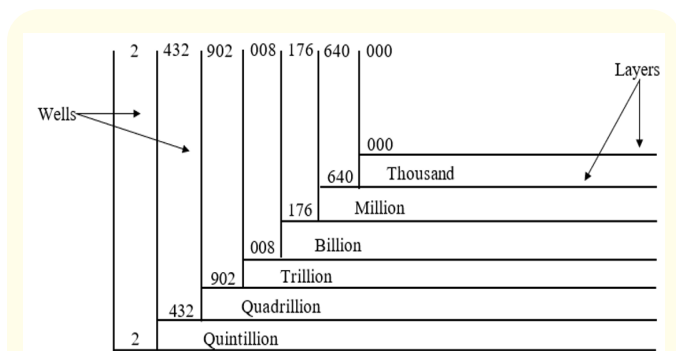 2 432 902 008 176 640 000
Layers
Wells
000
640 Thousand
176 Million
008 Billion
902 Trillion
432 Quadrillion
2 Quintillion